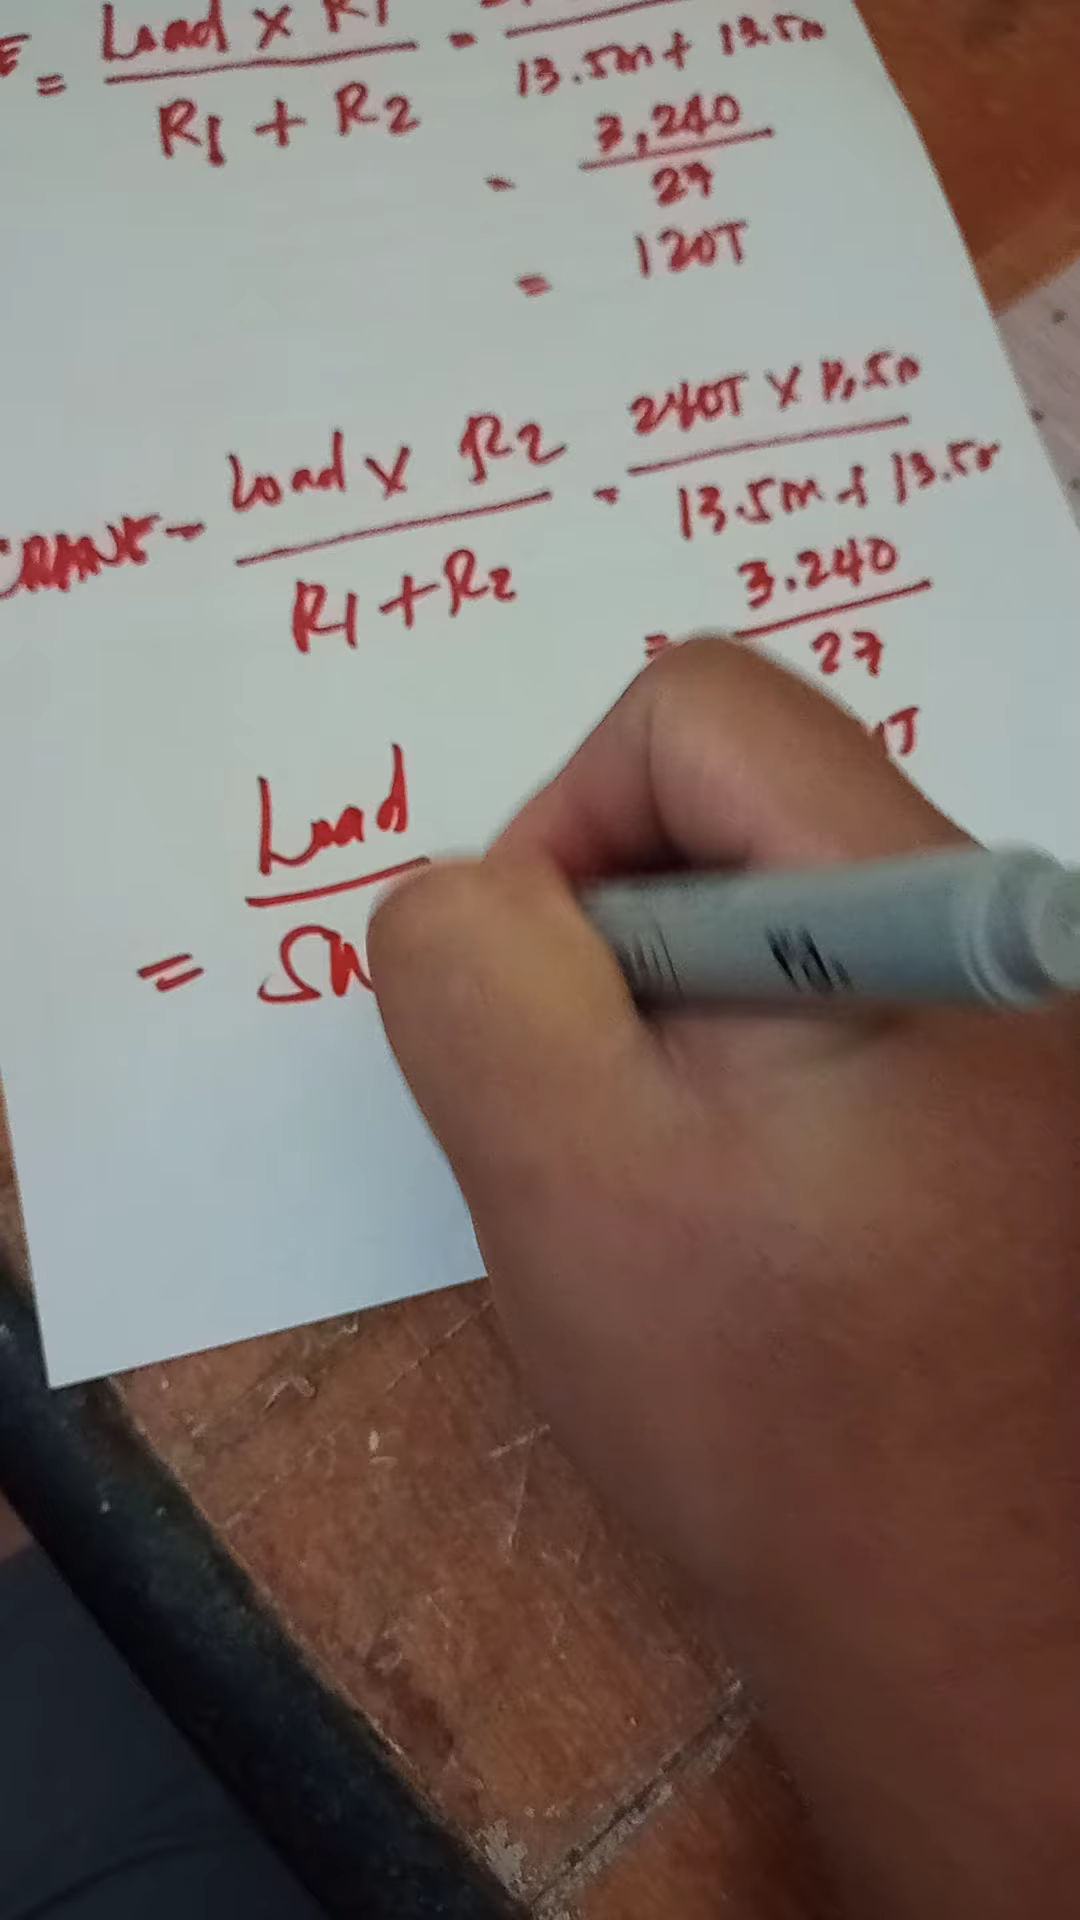 = Load x R1 =
R1 + R2
13.5m + 13.5m
= 3,240
27
= 120T
CRANE = Load x R2 = 240T x 13.5m
R1 + R2
13.5m + 13.5m
= 3.240
27
T
Load
= SW